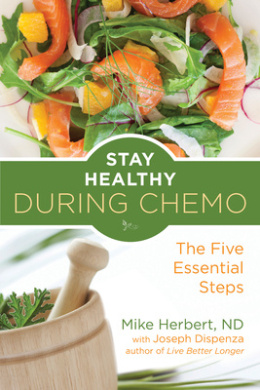 STAY
HEALTHY
DURING CHEMO
The Five
Essential
Steps
Mike Herbert, ND
with Joseph Dispenza
author of Live Better Longer